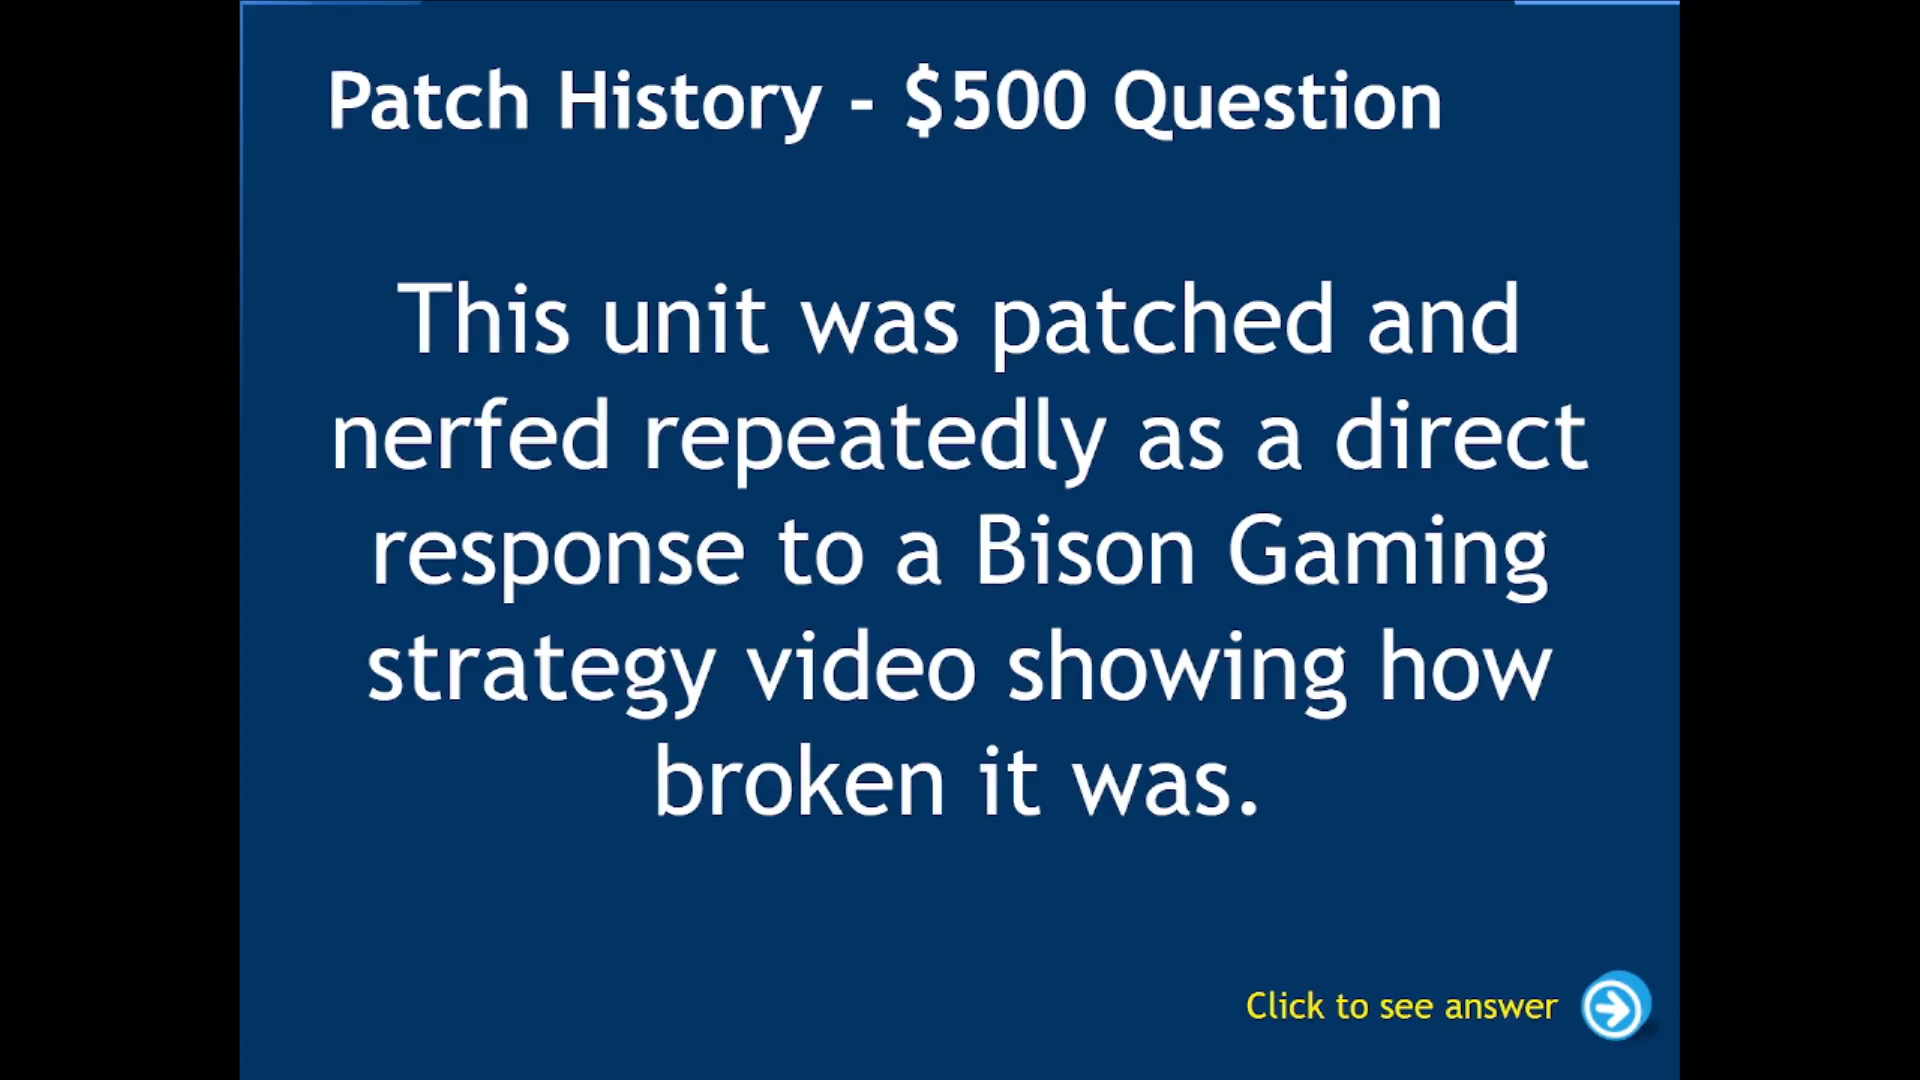 Patch History - $500 Question
This unit was patched and
nerfed repeatedly as a direct
response to a Bison Gaming
strategy video showing how
broken it was.
Click to see answer